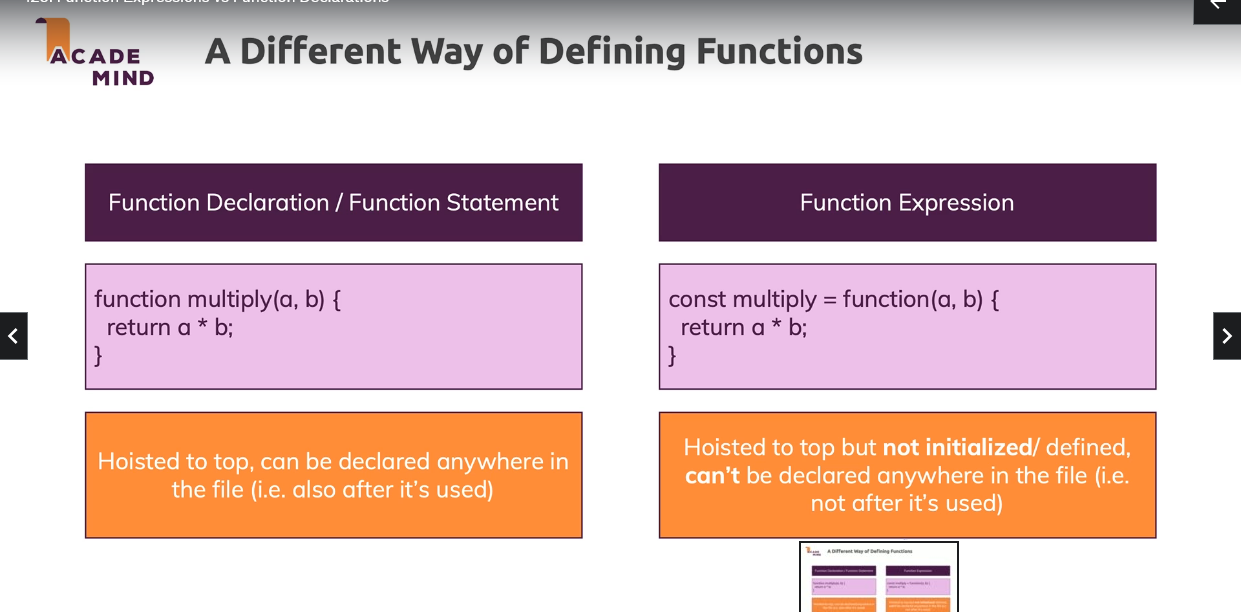 Function Expressions vs Function Declarations
ACADE
MIND
A Different Way of Defining Functions
Function Declaration / Function Statement
function multiply(a, b) {
return a * b;
}
Hoisted to top, can be declared anywhere in
the file (i.e. also after it's used)
Function Expression
const multiply = function(a, b) {
return a * b;
}
Hoisted to top but not initialized/ defined,
can't be declared anywhere in the file (i.e.
not after it's used)
A Different Way of Defining Functions